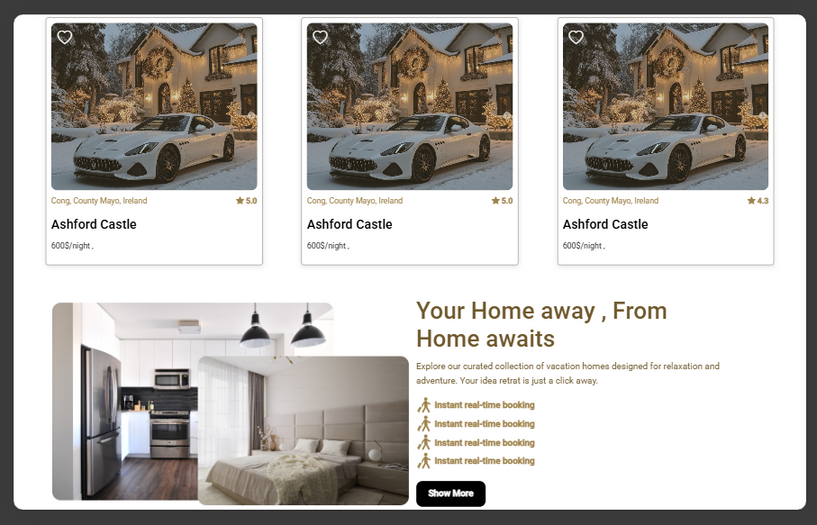 Cong, County Mayo, Ireland ★ 5.0
Ashford Castle
600$/night ,
Cong, County Mayo, Ireland ★ 5.0
Ashford Castle
600$/night ,
Cong, County Mayo, Ireland ★ 4.3
Ashford Castle
600$/night ,
Your Home away , From
Home awaits
Explore our curated collection of vacation homes designed for relaxation and
adventure. Your idea retrat is just a click away.
Instant real-time booking
Instant real-time booking
Instant real-time booking
Instant real-time booking
Show More